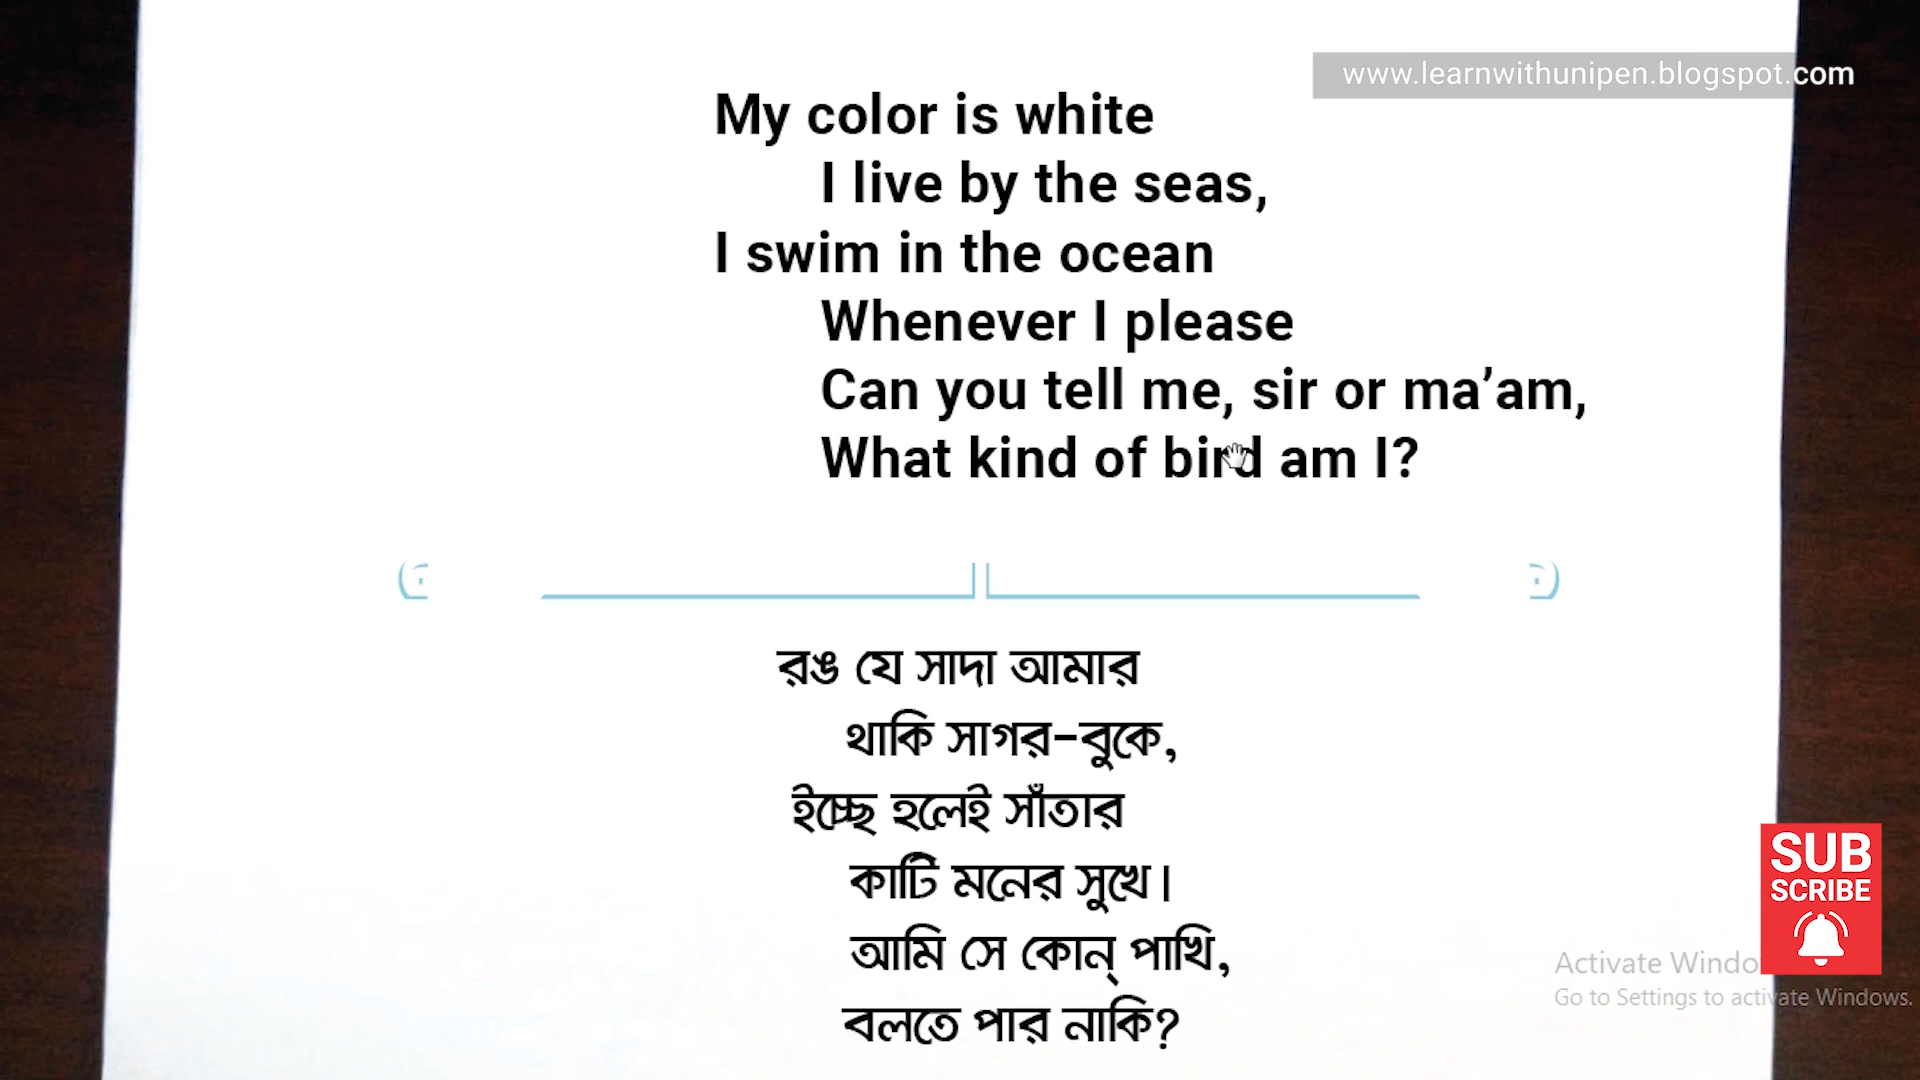 www.learnwithunipen.blogspot.com
My color is white
I live by the seas,
I swim in the ocean
Whenever I please
Can you tell me, sir or ma’am,
What kind of bird am I?
রঙ যে সাদা আমার
থাকি সাগর-বুকে,
ইচ্ছে হলেই সাঁতার
কাটি মনের সুখে।
আমি সে কোন্ পাখি,
বলতে পার নাকি?
SUB
SCRIBE
Activate Windo
Go to Settings to activate Windows.